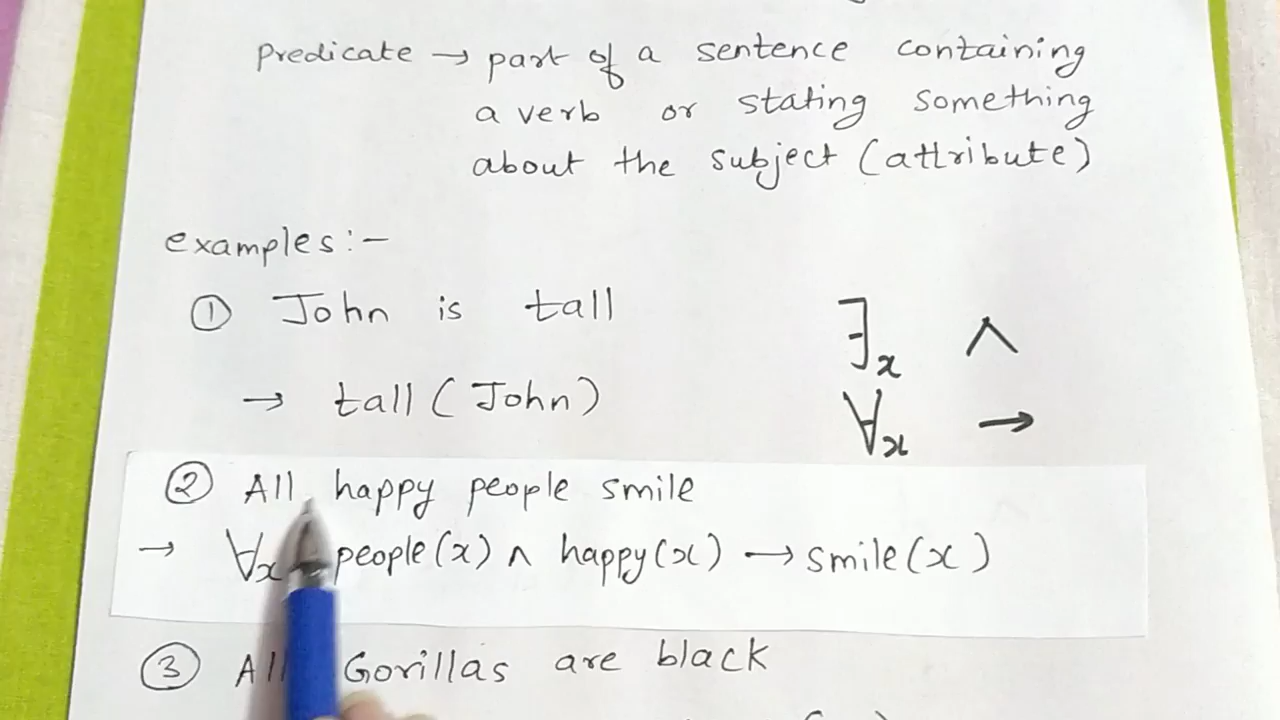 Predicate → part of a sentence containing
a verb or stating something
about the subject (attribute)
examples:-
① John is tall
→ tall (John)
∃x ∧
∀x →
② All happy people smile
→ ∀x people(x) ∧ happy(x) → smile(x)
③ All Gorillas are black